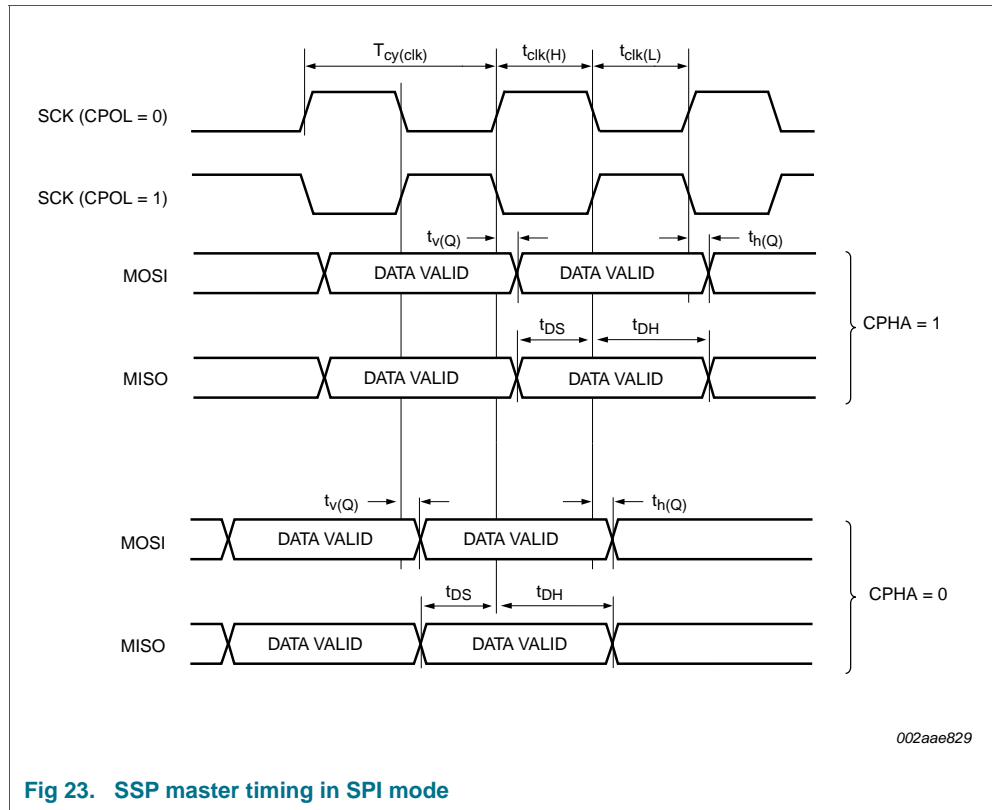 Tcy(clk) tclk(H) tclk(L)
SCK (CPOL = 0)
SCK (CPOL = 1)
tv(Q) th(Q)
MOSI DATA VALID DATA VALID
CPHA = 1
tDS tDH
MISO DATA VALID DATA VALID
tv(Q) th(Q)
MOSI DATA VALID DATA VALID
CPHA = 0
tDS tDH
MISO DATA VALID DATA VALID
002aae829
Fig 23. SSP master timing in SPI mode